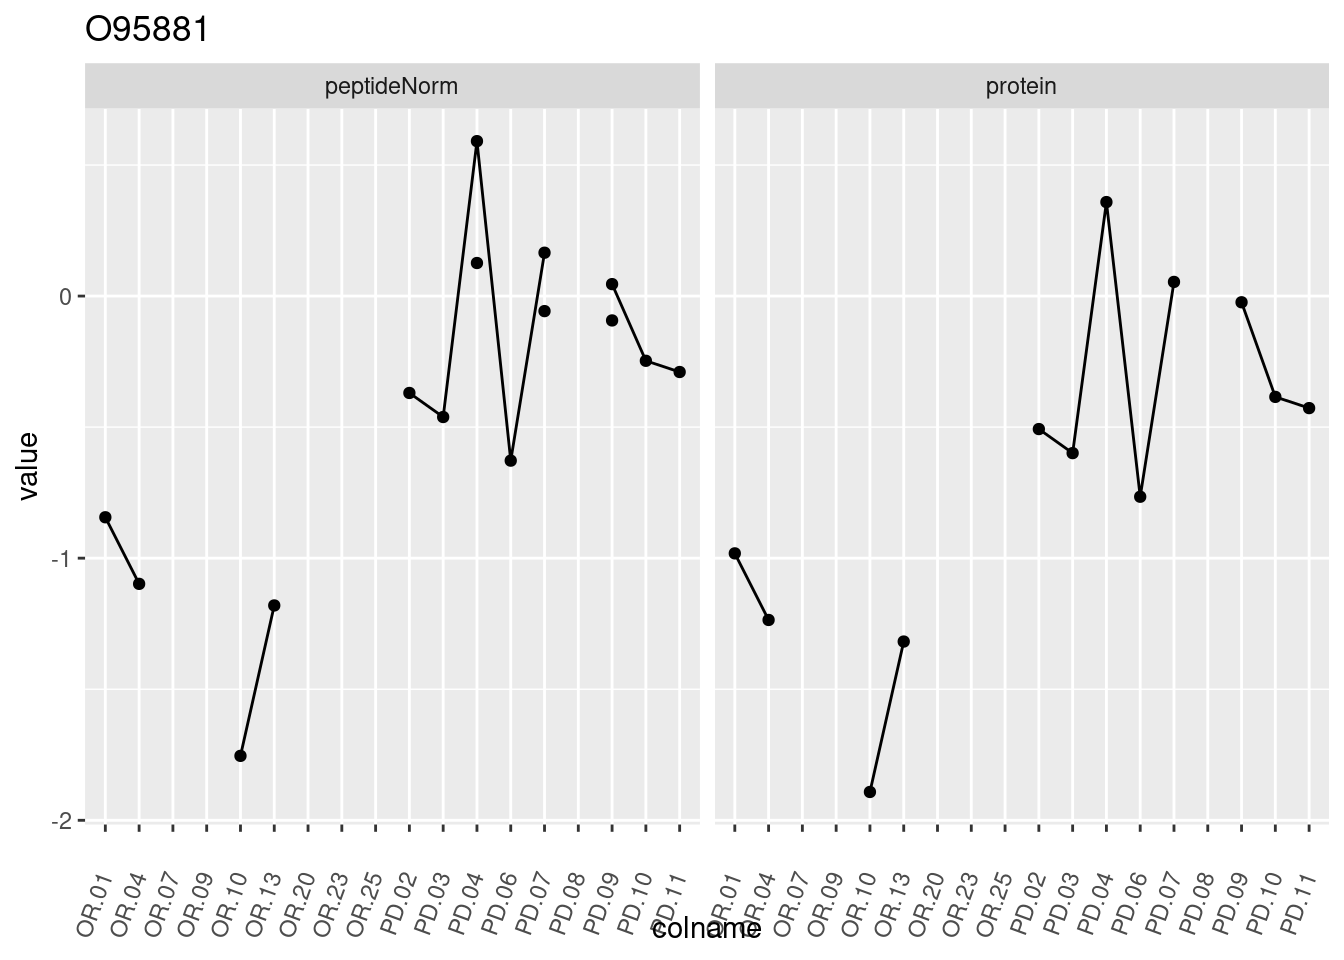 O95881
peptideNorm
protein
value
0
-1
-2
OR.01
OR.04
OR.07
OR.09
OR.10
OR.13
OR.20
OR.23
OR.25
PD.02
PD.03
PD.04
PD.06
PD.07
PD.08
PD.09
PD.10
PD.11
OR.01
OR.04
OR.07
OR.09
OR.10
OR.13
OR.20
OR.23
OR.25
PD.02
PD.03
PD.04
PD.06
PD.07
PD.08
PD.09
PD.10
PD.11
colname